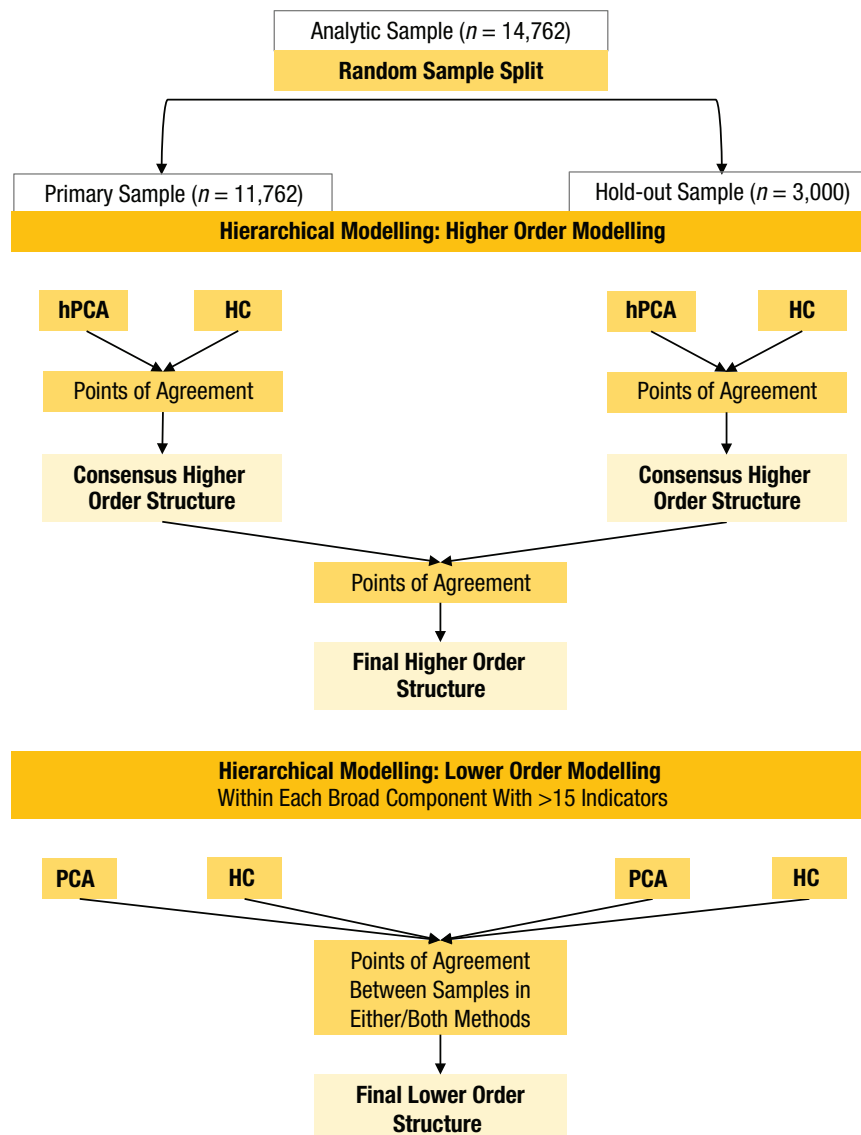 Analytic Sample (n = 14,762)
Random Sample Split
Primary Sample (n = 11,762)
Hold-out Sample (n = 3,000)
Hierarchical Modelling: Higher Order Modelling
hPCA
HC
hPCA
HC
Points of Agreement
Points of Agreement
Consensus Higher
Order Structure
Consensus Higher
Order Structure
Points of Agreement
Final Higher Order
Structure
Hierarchical Modelling: Lower Order Modelling
Within Each Broad Component With >15 Indicators
PCA
HC
PCA
HC
Points of Agreement
Between Samples in
Either/Both Methods
Final Lower Order
Structure